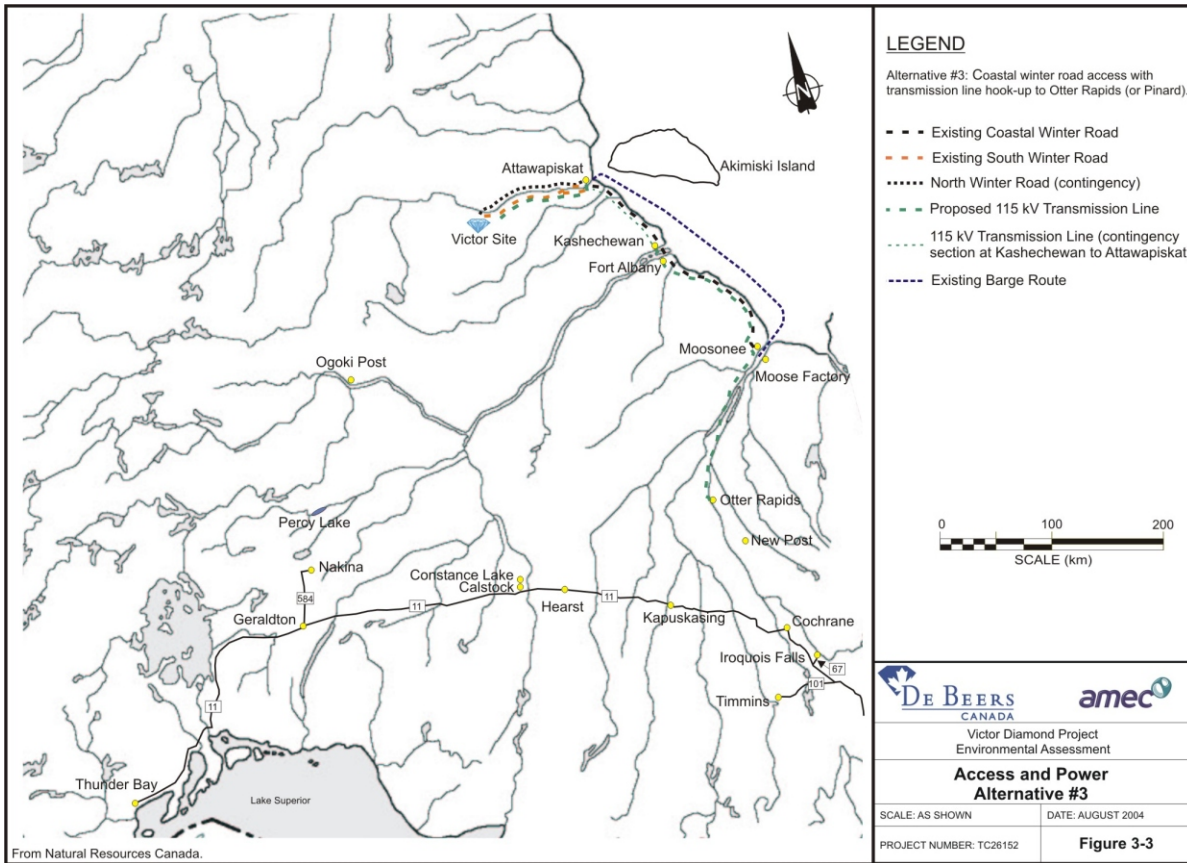 Attawapiskat
Akimiski Island
Victor Site
Kashechewan
Fort Albany
Moosonee
Moose Factory
Ogoki Post
Otter Rapids
Percy Lake
New Post
Nakina
Constance Lake
Calstock
584
11
Hearst
11
Kapuskasing
Geraldton
Cochrane
Iroquois Falls
67
101
Timmins
11
Thunder Bay
Lake Superior
From Natural Resources Canada.
N
LEGEND
Alternative #3: Coastal winter road access with
transmission line hook-up to Otter Rapids (or Pinard).
Existing Coastal Winter Road
Existing South Winter Road
North Winter Road (contingency)
Proposed 115 kV Transmission Line
115 kV Transmission Line (contingency
section at Kashechewan to Attawapiskat
Existing Barge Route
0 100 200
SCALE (km)
DE BEERS
CANADA
amec
Victor Diamond Project
Environmental Assessment
Access and Power
Alternative #3
SCALE: AS SHOWN
DATE: AUGUST 2004
PROJECT NUMBER: TC26152
Figure 3-3